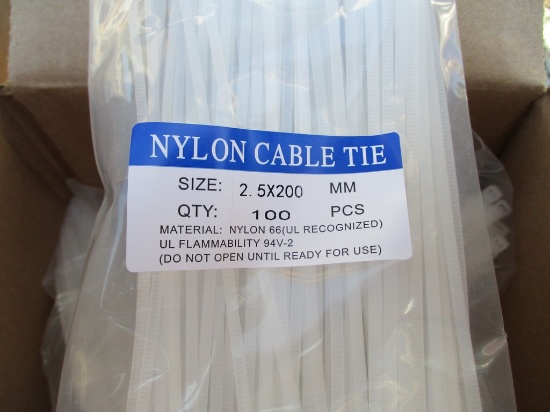 NYLON CABLE TIE
SIZE: 2.5X200 MM
QTY: 100 PCS
MATERIAL: NYLON 66(UL RECOGNIZED)
UL FLAMMABILITY 94V-2
(DO NOT OPEN UNTIL READY FOR USE)